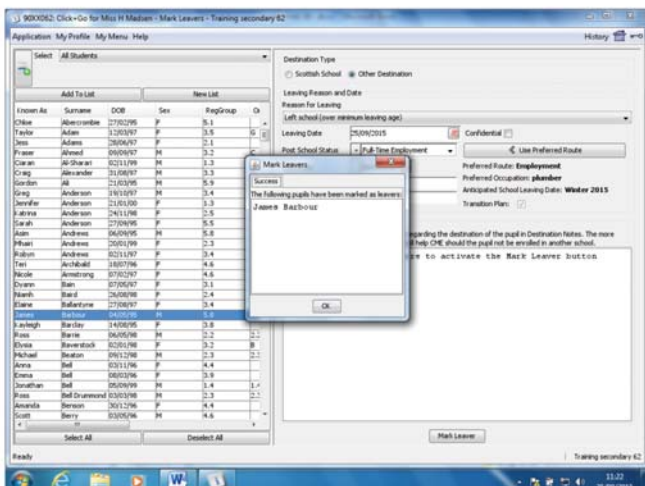 90XX062: Click+Go for Miss H Madsen - Mark Leavers - Training secondary 62
Application My Profile My Menu Help
History
Select All Students
Add To List New List
Known As Surname DOB Sex RegGroup
Chloe Abercrombie 27/02/95 F 5.1
Taylor Adam 12/03/97 F 3.5 G
Jess Adams 28/06/97 F 2.1
Fraser Ahmed 09/09/97 M 3.2 C
Ciaran Al-Sharari 02/11/99 M 1.3
Craig Alexander 31/08/97 M 3.3
Gordon Ali 21/03/95 M 5.9
Greg Anderson 19/10/97 M 3.4
Jennifer Anderson 21/01/00 F 1.3
Katrina Anderson 24/11/98 F 2.5
Sarah Anderson 27/09/95 F 5.5
Asim Andrews 06/09/95 M 5.8
Mhairi Andrews 20/01/99 F 2.3
Robyn Andrews 02/11/97 F 3.4
Teri Archibald 18/07/96 F 4.6
Nicole Armstrong 07/02/97 F 4.6
Dyann Bain 07/05/97 F 3.1
Niamh Baird 26/08/98 F 2.4
Elaine Ballantyne 27/08/97 F 3.4
James Barbour 04/05/95 M 5.8
Kayleigh Barclay 14/08/95 F 3.8
Ross Barrie 06/05/98 M 2.2
Elysia Baverstock 02/01/98 F 3.2 B
Michael Beaton 09/12/98 M 2.3
Anna Bell 03/11/96 F 4.4
Emma Bell 08/03/96 F 3.9
Jonathan Bell 05/09/99 M 1.4
Ross Bell Drummond 03/03/98 M 2.3
Amanda Benson 30/12/96 F 4.4
Scott Berry 03/05/96 M 4.6
Select All Deselect All
Ready
Destination Type
Scottish School Other Destination
Leaving Reason and Date
Reason for Leaving
Left school (over minimum leaving age)
Leaving Date 25/09/2015 Confidential
Post School Status - Full-Time Employment Use Preferred Route
Preferred Route: Employment
Preferred Occupation: plumber
Anticipated School Leaving Date: Winter 2015
Transition Plan:
regarding the destination of the pupil in Destination Notes. The more
help CME should the pupil not be enrolled in another school.
to activate the Mark Leaver button
Mark Leavers
Success
The following pupils have been marked as leavers:
James Barbour
OK
Mark Leaver
Training secondary 62
11:22